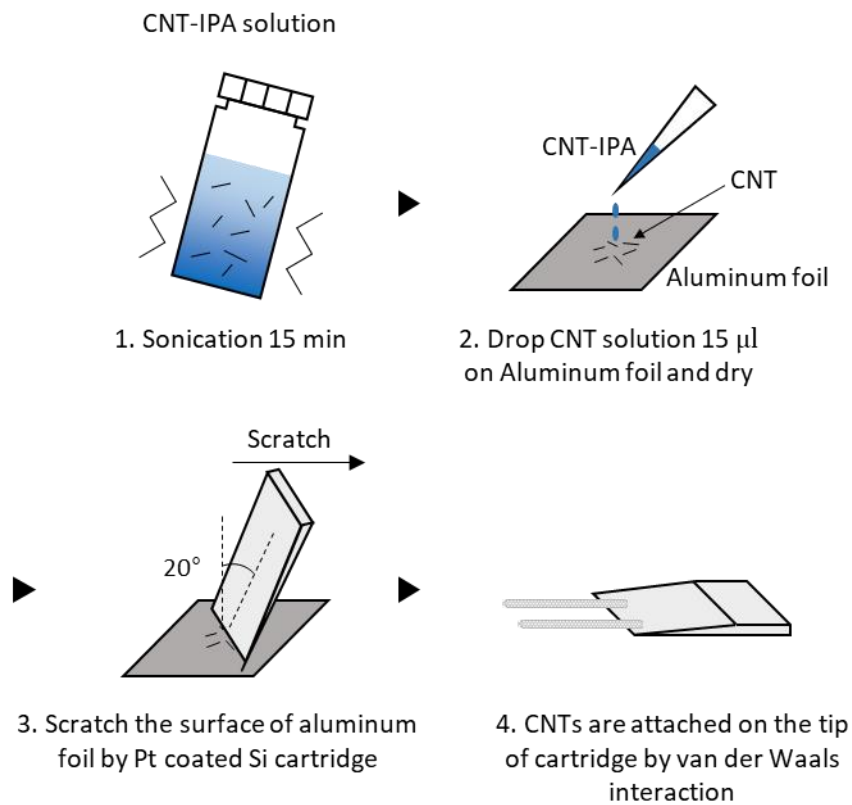 CNT-IPA solution
CNT-IPA
CNT
Aluminum foil
1. Sonication 15 min
2. Drop CNT solution 15 μl
on Aluminum foil and dry
Scratch
20°
3. Scratch the surface of aluminum
foil by Pt coated Si cartridge
4. CNTs are attached on the tip
of cartridge by van der Waals
interaction